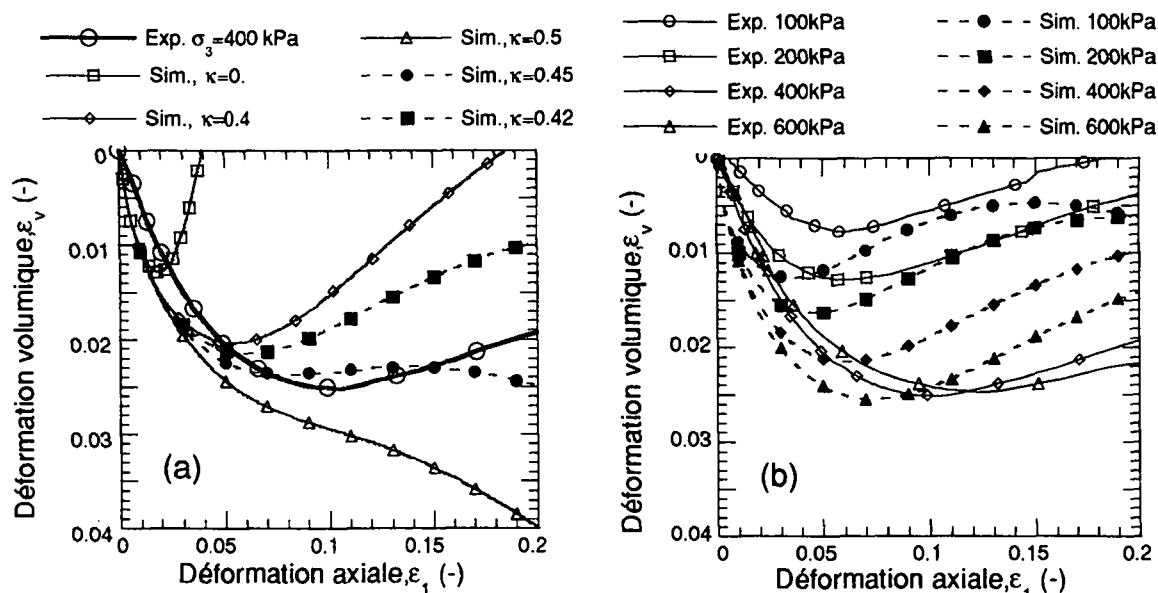 Exp. σ3=400 kPa
Sim., κ=0.5
Sim., κ=0.
Sim., κ=0.45
Sim., κ=0.4
Sim., κ=0.42
0
0.01
0.02
0.03
0.04
Déformation volumique,εv (-)
(a)
0 0.05 0.1 0.15 0.2
Déformation axiale,ε1 (-)
Exp. 100kPa
Sim. 100kPa
Exp. 200kPa
Sim. 200kPa
Exp. 400kPa
Sim. 400kPa
Exp. 600kPa
Sim. 600kPa
0
0.01
0.02
0.03
0.04
Déformation volumique,εv (-)
(b)
0 0.05 0.1 0.15 0.2
Déformation axiale,ε1 (-)